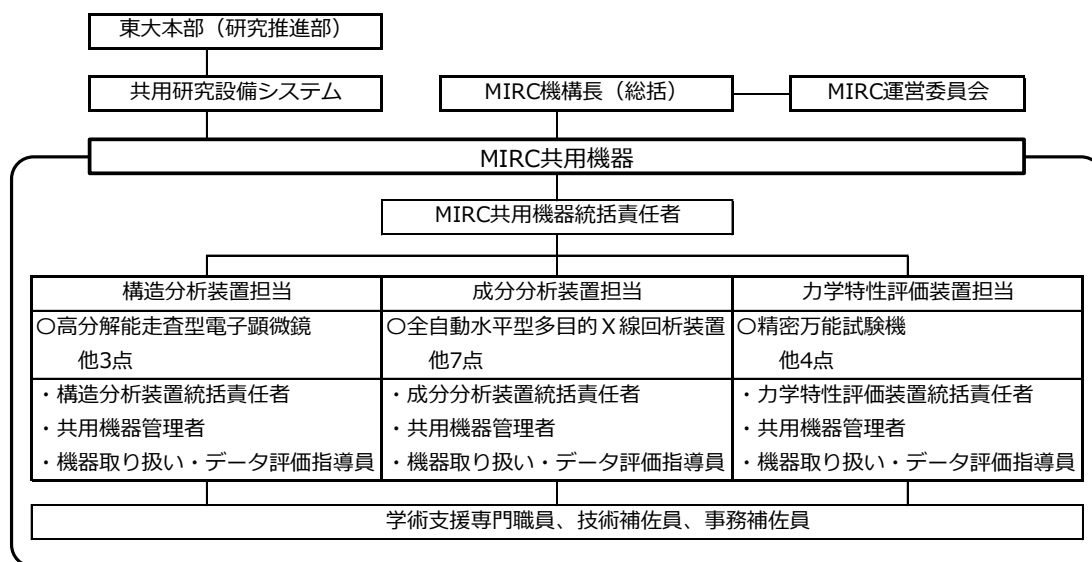 東大本部（研究推進部）
共用研究設備システム
MIRC機構長（総括）
MIRC運営委員会
MIRC共用機器
MIRC共用機器統括責任者
構造分析装置担当
○高分解能走査型電子顕微鏡
他3点
・構造分析装置統括責任者
・共用機器管理者
・機器取り扱い・データ評価指導員
成分分析装置担当
○全自動水平型多目的Ｘ線回析装置
他7点
・成分分析装置統括責任者
・共用機器管理者
・機器取り扱い・データ評価指導員
力学特性評価装置担当
○精密万能試験機
他4点
・力学特性評価装置統括責任者
・共用機器管理者
・機器取り扱い・データ評価指導員
学術支援専門職員、技術補佐員、事務補佐員